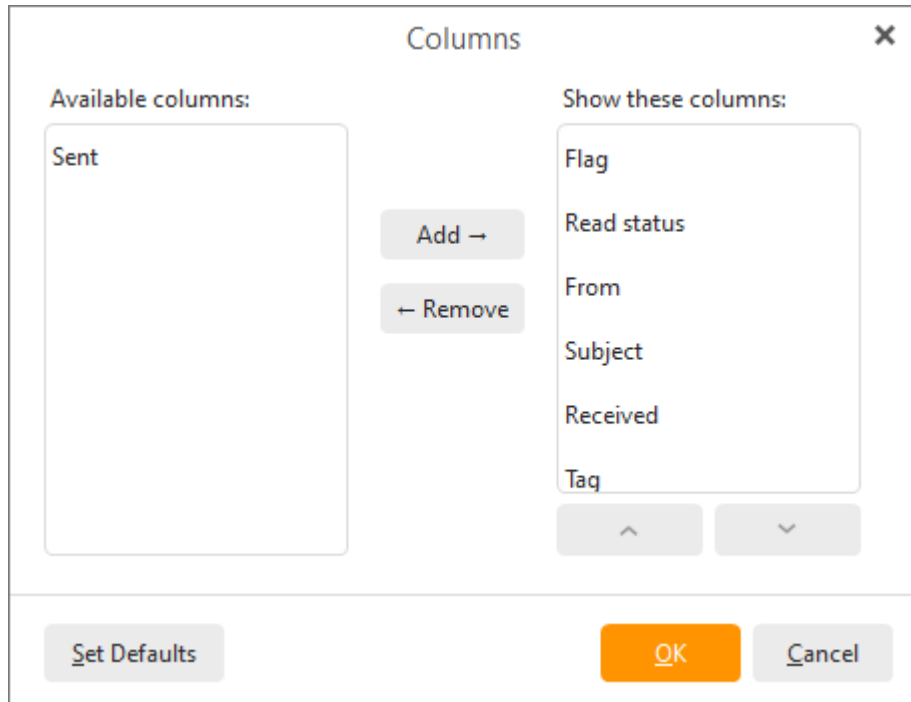 Columns
Available columns:
Sent
Add →
← Remove
Show these columns:
Flag
Read status
From
Subject
Received
Tag
Set Defaults
OK
Cancel